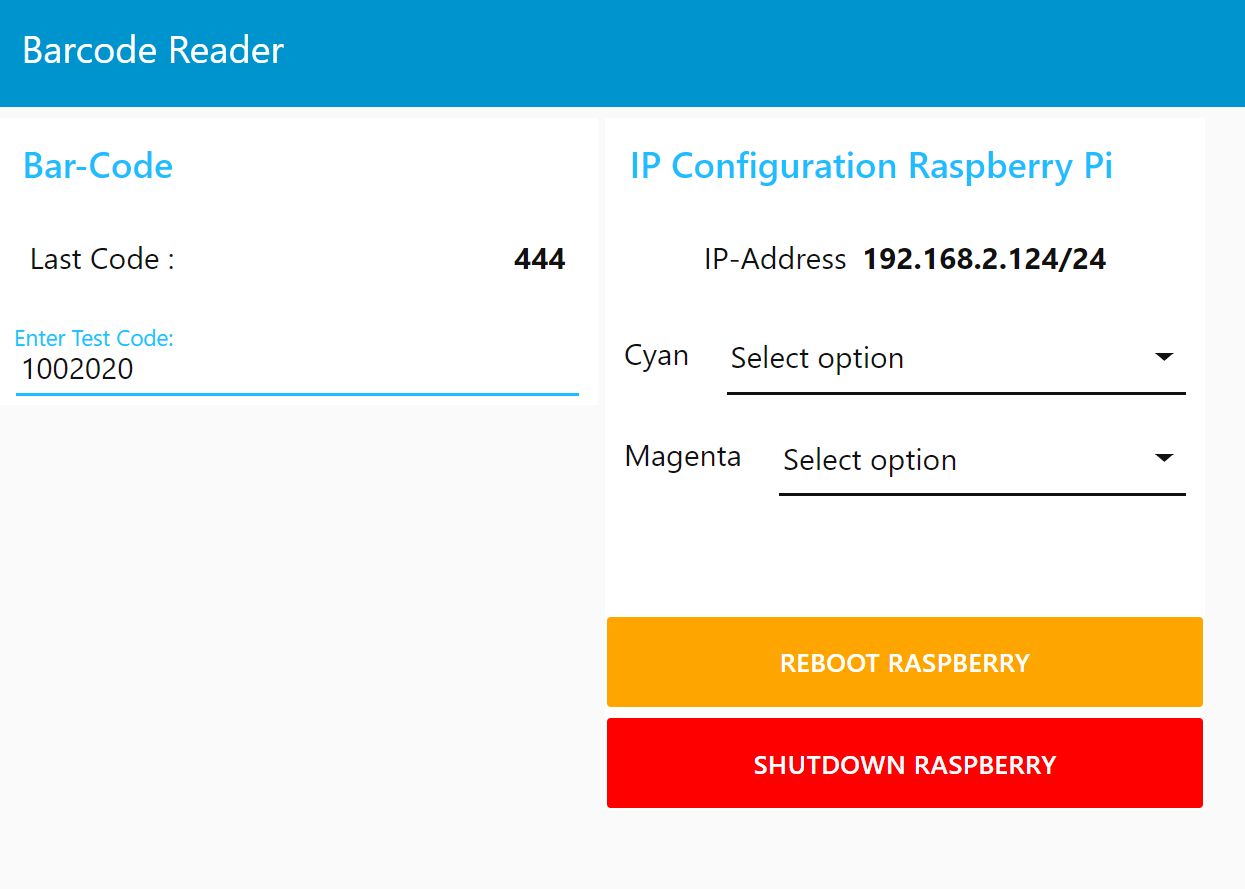 Barcode Reader
Bar-Code
Last Code : 444
Enter Test Code:
1002020
IP Configuration Raspberry Pi
IP-Address 192.168.2.124/24
Cyan Select option
Magenta Select option
REBOOT RASPBERRY
SHUTDOWN RASPBERRY